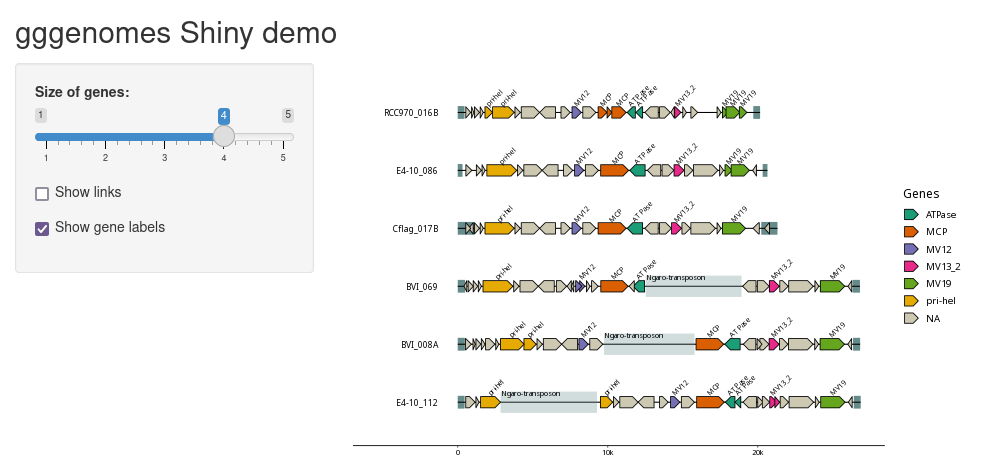 gggenomes Shiny demo
Size of genes:
1 4 5
1 2 3 4 5
Show links
Show gene labels
RCC970_016B
pri-hel pri-hel MV12 MCP MCP ATPase ATPase MV13_2 MV19 MV19 MV19
E4-10_086
pri-hel MV12 MCP ATPase MV13_2 MV19 MV19
Cflag_017B
pri-hel MV12 MCP ATPase MV13_2 MV19
BVI_069
pri-hel MV12 MCP ATPase Ngaro-transposon MV13_2 MV19
BVI_008A
pri-hel pri-hel MV12 Ngaro-transposon MCP ATPase MV13_2 MV19
E4-10_112
pri-hel Ngaro-transposon pri-hel MV12 MCP ATPase ATPase MV13_2 MV19
0 10k 20k
Genes
ATPase
MCP
MV12
MV13_2
MV19
pri-hel
NA